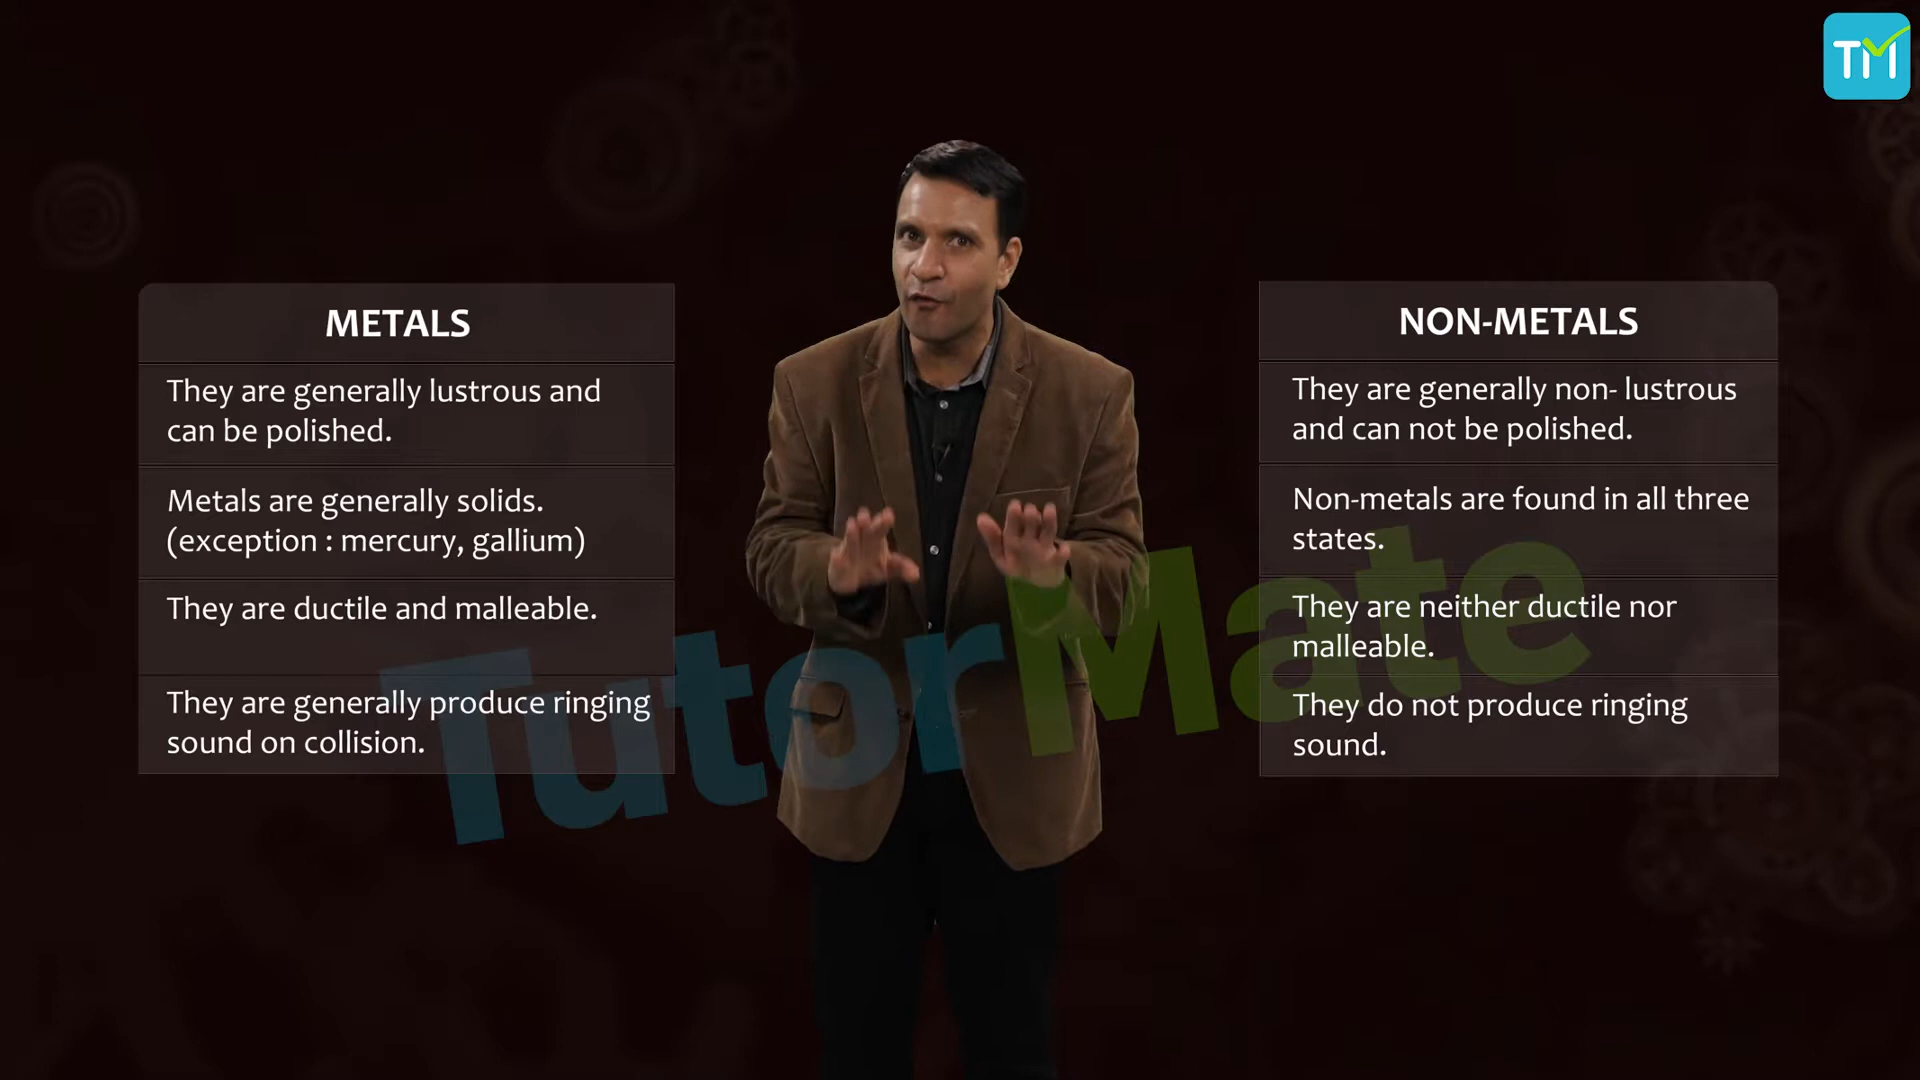 TM
METALS
They are generally lustrous and
can be polished.
Metals are generally solids.
(exception : mercury, gallium)
They are ductile and malleable.
They are generally produce ringing
sound on collision.
NON-METALS
They are generally non- lustrous
and can not be polished.
Non-metals are found in all three
states.
They are neither ductile nor
malleable.
They do not produce ringing
sound.
TutorMate